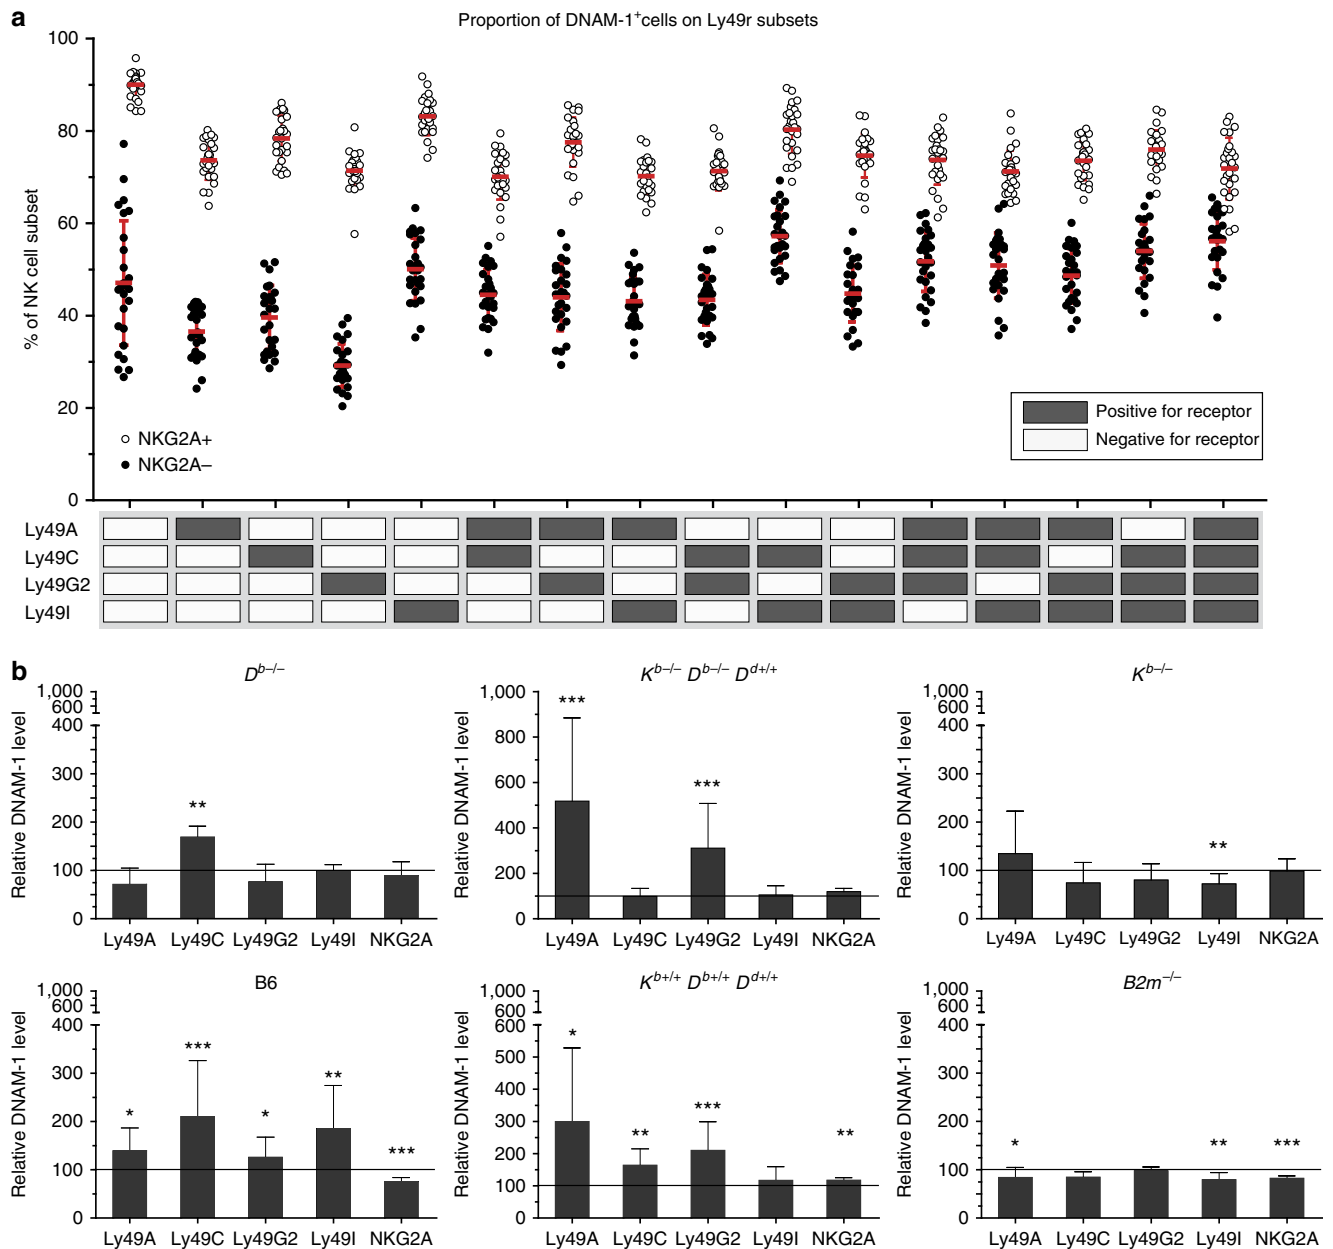 a
Proportion of DNAM-1+cells on Ly49r subsets
% of NK cell subset
100
80
60
40
20
0
NKG2A+
NKG2A–
Positive for receptor
Negative for receptor
Ly49A
Ly49C
Ly49G2
Ly49I
b
Db–/–
Relative DNAM-1 level
1,000
600
400
300
200
100
0
**
Ly49A Ly49C Ly49G2 Ly49I NKG2A
Kb–/– Db–/– Dd+/+
Relative DNAM-1 level
1,000
800
600
400
200
0
*** ***
Ly49A Ly49C Ly49G2 Ly49I NKG2A
Kb–/–
Relative DNAM-1 level
1,000
600
400
300
200
100
0
**
Ly49A Ly49C Ly49G2 Ly49I NKG2A
B6
Relative DNAM-1 level
1,000
600
400
300
200
100
0
* *** * ** ***
Ly49A Ly49C Ly49G2 Ly49I NKG2A
Kb+/+ Db+/+ Dd+/+
Relative DNAM-1 level
1,000
600
600
500
400
300
200
100
0
* ** *** **
Ly49A Ly49C Ly49G2 Ly49I NKG2A
B2m–/–
Relative DNAM-1 level
1,000
600
400
300
200
100
0
* ** ***
Ly49A Ly49C Ly49G2 Ly49I NKG2A